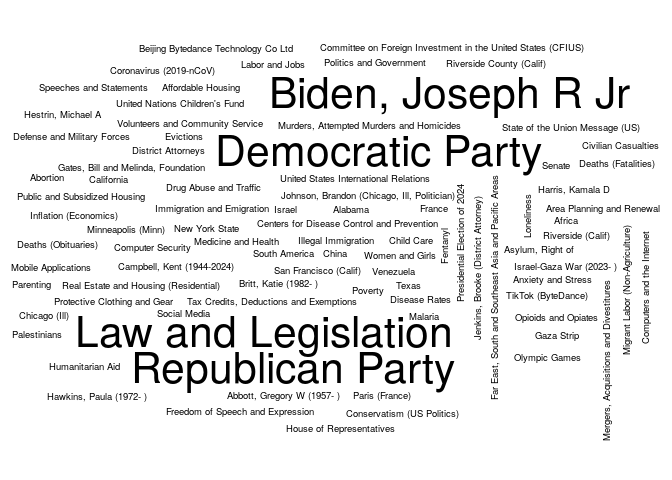 Beijing Bytedance Technology Co Ltd
Committee on Foreign Investment in the United States (CFIUS)
Labor and Jobs
Politics and Government
Riverside County (Calif)
Coronavirus (2019-nCoV)
Speeches and Statements
Affordable Housing
Biden, Joseph R Jr
United Nations Children's Fund
Hestrin, Michael A
Volunteers and Community Service
Murders, Attempted Murders and Homicides
State of the Union Message (US)
Defense and Military Forces
Evictions
Democratic Party
Civilian Casualties
District Attorneys
Senate
Deaths (Fatalities)
Gates, Bill and Melinda, Foundation
Abortion
California
United States International Relations
Drug Abuse and Traffic
Harris, Kamala D
Public and Subsidized Housing
Johnson, Brandon (Chicago, Ill, Politician)
Presidential Election of 2024
Jenkins, Brooke (District Attorney)
Far East, South and Southeast Asia and Pacific Areas
Loneliness
Inflation (Economics)
Immigration and Emigration
Israel
Alabama
France
Area Planning and Renewal
Africa
Minneapolis (Minn)
New York State
Centers for Disease Control and Prevention
Fentanyl
Riverside (Calif)
Migrant Labor (Non-Agriculture)
Computers and the Internet
Deaths (Obituaries)
Computer Security
Medicine and Health
Illegal Immigration
Child Care
Asylum, Right of
South America
China
Women and Girls
Mobile Applications
Campbell, Kent (1944-2024)
San Francisco (Calif)
Venezuela
Israel-Gaza War (2023- )
Anxiety and Stress
Parenting
Real Estate and Housing (Residential)
Britt, Katie (1982- )
Poverty
Texas
TikTok (ByteDance)
Mergers, Acquisitions and Divestitures
Protective Clothing and Gear
Tax Credits, Deductions and Exemptions
Disease Rates
Chicago (Ill)
Social Media
Malaria
Opioids and Opiates
Palestinians
Law and Legislation
Gaza Strip
Humanitarian Aid
Republican Party
Olympic Games
Hawkins, Paula (1972- )
Abbott, Gregory W (1957- )
Paris (France)
Freedom of Speech and Expression
Conservatism (US Politics)
House of Representatives